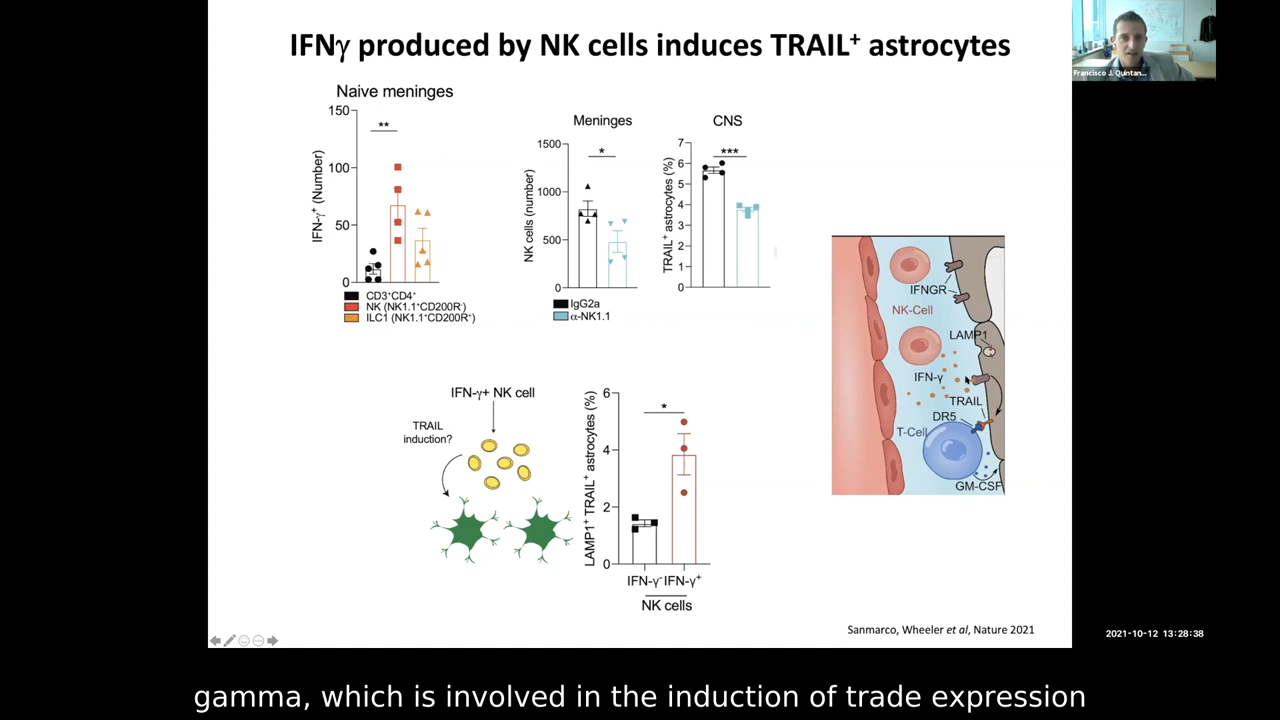 IFNγ produced by NK cells induces TRAIL⁺ astrocytes
Francisco J. Quintan...
Naive meninges
150
100
50
0
IFN-γ⁺ (Number)
**
CD3⁺CD4⁺
NK (NK1.1⁺CD200R⁻)
ILC1 (NK1.1⁺CD200R⁺)
Meninges
1500
1000
500
0
NK cells (number)
*
IgG2a
α-NK1.1
CNS
7
6
5
4
3
2
1
0
TRAIL⁺ astrocytes (%)
***
IFNGR
NK-Cell
LAMP1
IFN-γ
TRAIL
DR5
T-Cell
GM-CSF
IFN-γ+ NK cell
TRAIL
induction?
6
4
2
0
LAMP1⁺ TRAIL⁺ astrocytes (%)
*
IFN-γ⁻ IFN-γ⁺
NK cells
Sanmarco, Wheeler et al, Nature 2021
2021-10-12 13:28:38
gamma, which is involved in the induction of trade expression